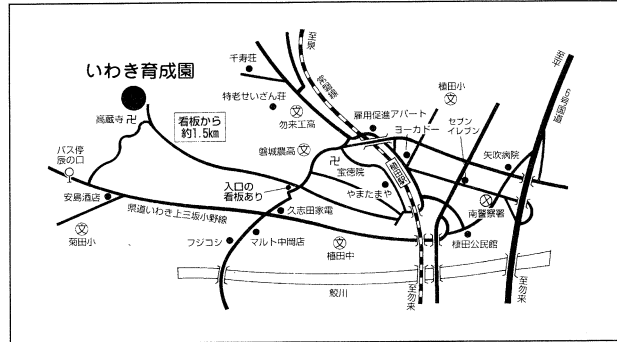 いわき育成園
高蔵寺
看板から
約1.5km
千寿荘
特老せいざん荘
勿来工高
至泉
常磐線
雇用促進アパート
ヨーカドー
植田小
セブン
イレブン
至平
6号国道
矢吹病院
磐城農高
宝徳院
植田駅
やまたまや
バス停
辰の口
安島酒店
入口の
看板あり
久志田家電
県道いわき上三坂小野線
南警察署
菊田小
フジコシ
マルト中岡店
植田中
植田公民館
鮫川
至勿来
至勿来